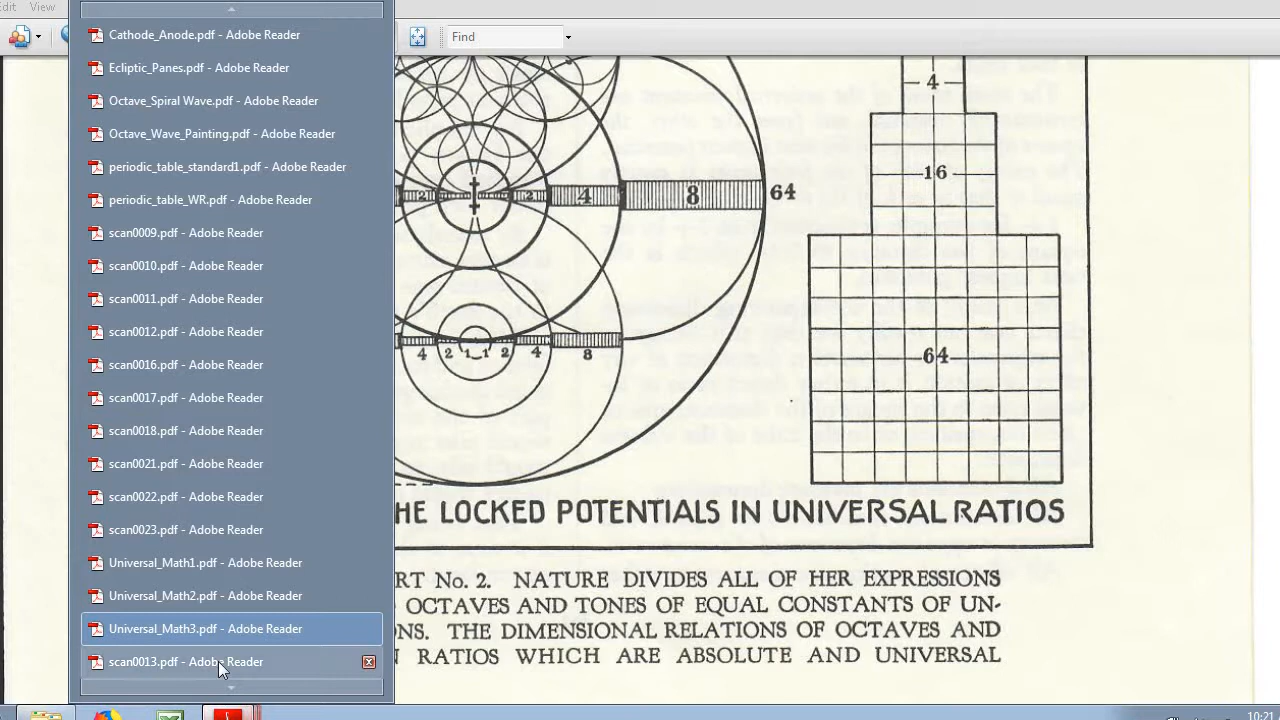 View
Find
Cathode_Anode.pdf - Adobe Reader
Ecliptic_Panes.pdf - Adobe Reader
Octave_Spiral Wave.pdf - Adobe Reader
Octave_Wave_Painting.pdf - Adobe Reader
periodic_table_standard1.pdf - Adobe Reader
periodic_table_WR.pdf - Adobe Reader
scan0009.pdf - Adobe Reader
scan0010.pdf - Adobe Reader
scan0011.pdf - Adobe Reader
scan0012.pdf - Adobe Reader
scan0016.pdf - Adobe Reader
scan0017.pdf - Adobe Reader
scan0018.pdf - Adobe Reader
scan0021.pdf - Adobe Reader
scan0022.pdf - Adobe Reader
scan0023.pdf - Adobe Reader
Universal_Math1.pdf - Adobe Reader
Universal_Math2.pdf - Adobe Reader
Universal_Math3.pdf - Adobe Reader
scan0013.pdf - Adobe Reader
4
16
64
2 2 4 8 64
4 2 1 1 2 4 8
HE LOCKED POTENTIALS IN UNIVERSAL RATIOS
RT No. 2. NATURE DIVIDES ALL OF HER EXPRESSIONS
OCTAVES AND TONES OF EQUAL CONSTANTS OF UN-
NS. THE DIMENSIONAL RELATIONS OF OCTAVES AND
RATIOS WHICH ARE ABSOLUTE AND UNIVERSAL
10:21